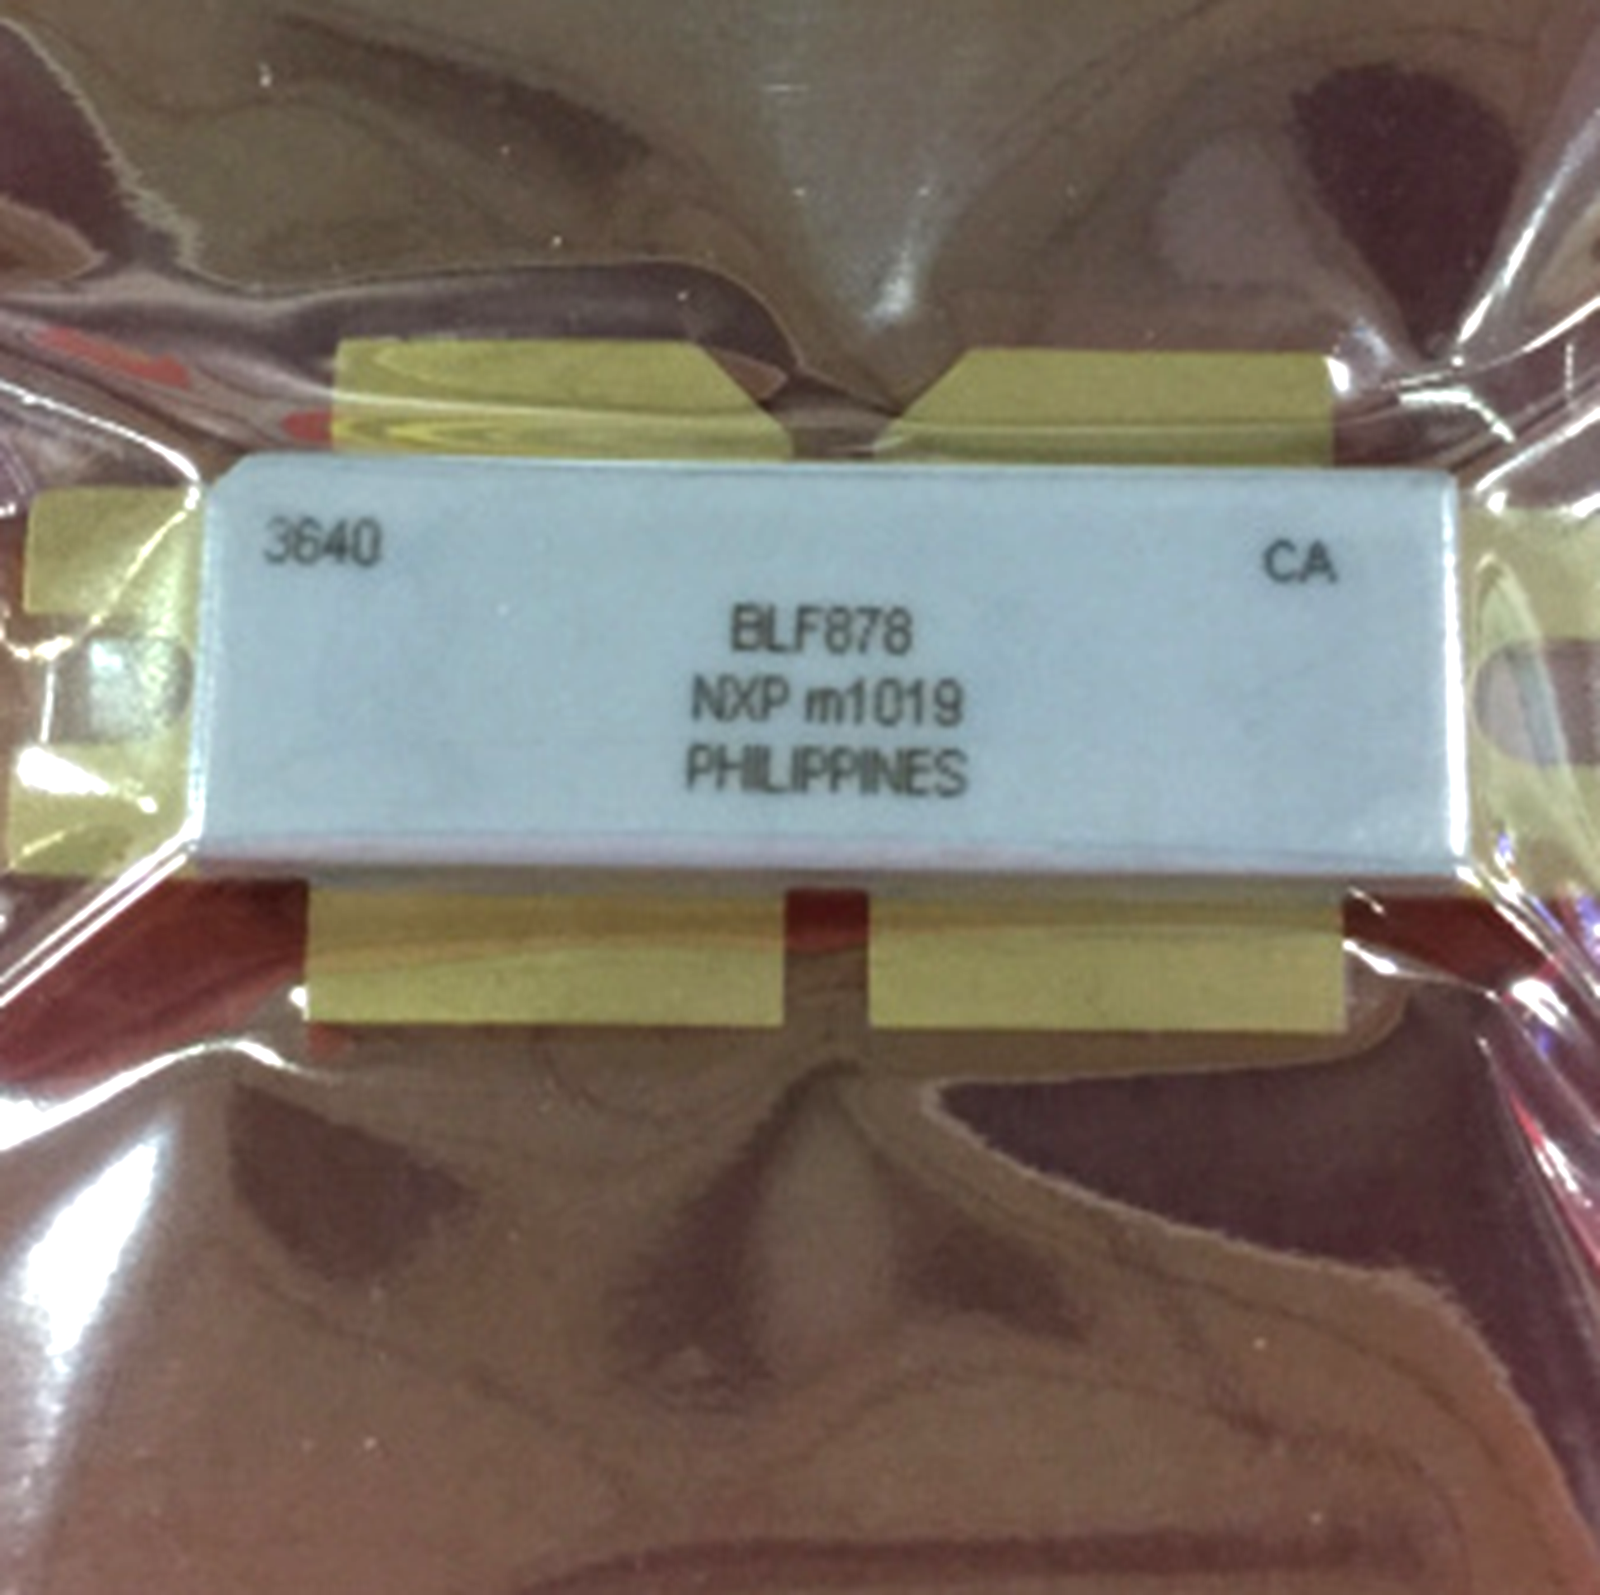 3640 CA
BLF878
NXP m1019
PHILIPPINES